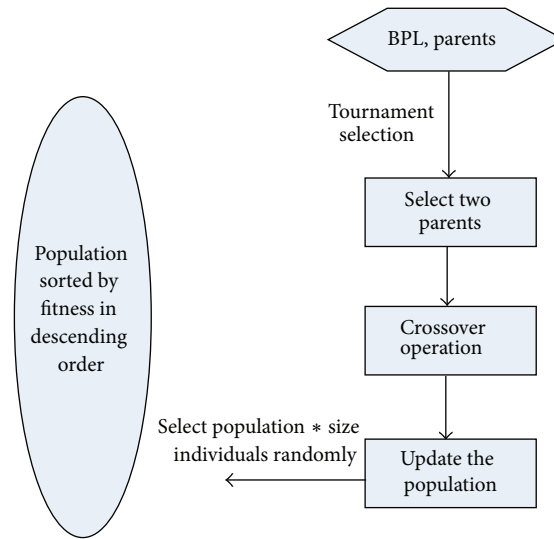 BPL, parents
Tournament
selection
Select two
parents
Population
sorted by
fitness in
descending
order
Crossover
operation
Select population * size
individuals randomly
Update the
population